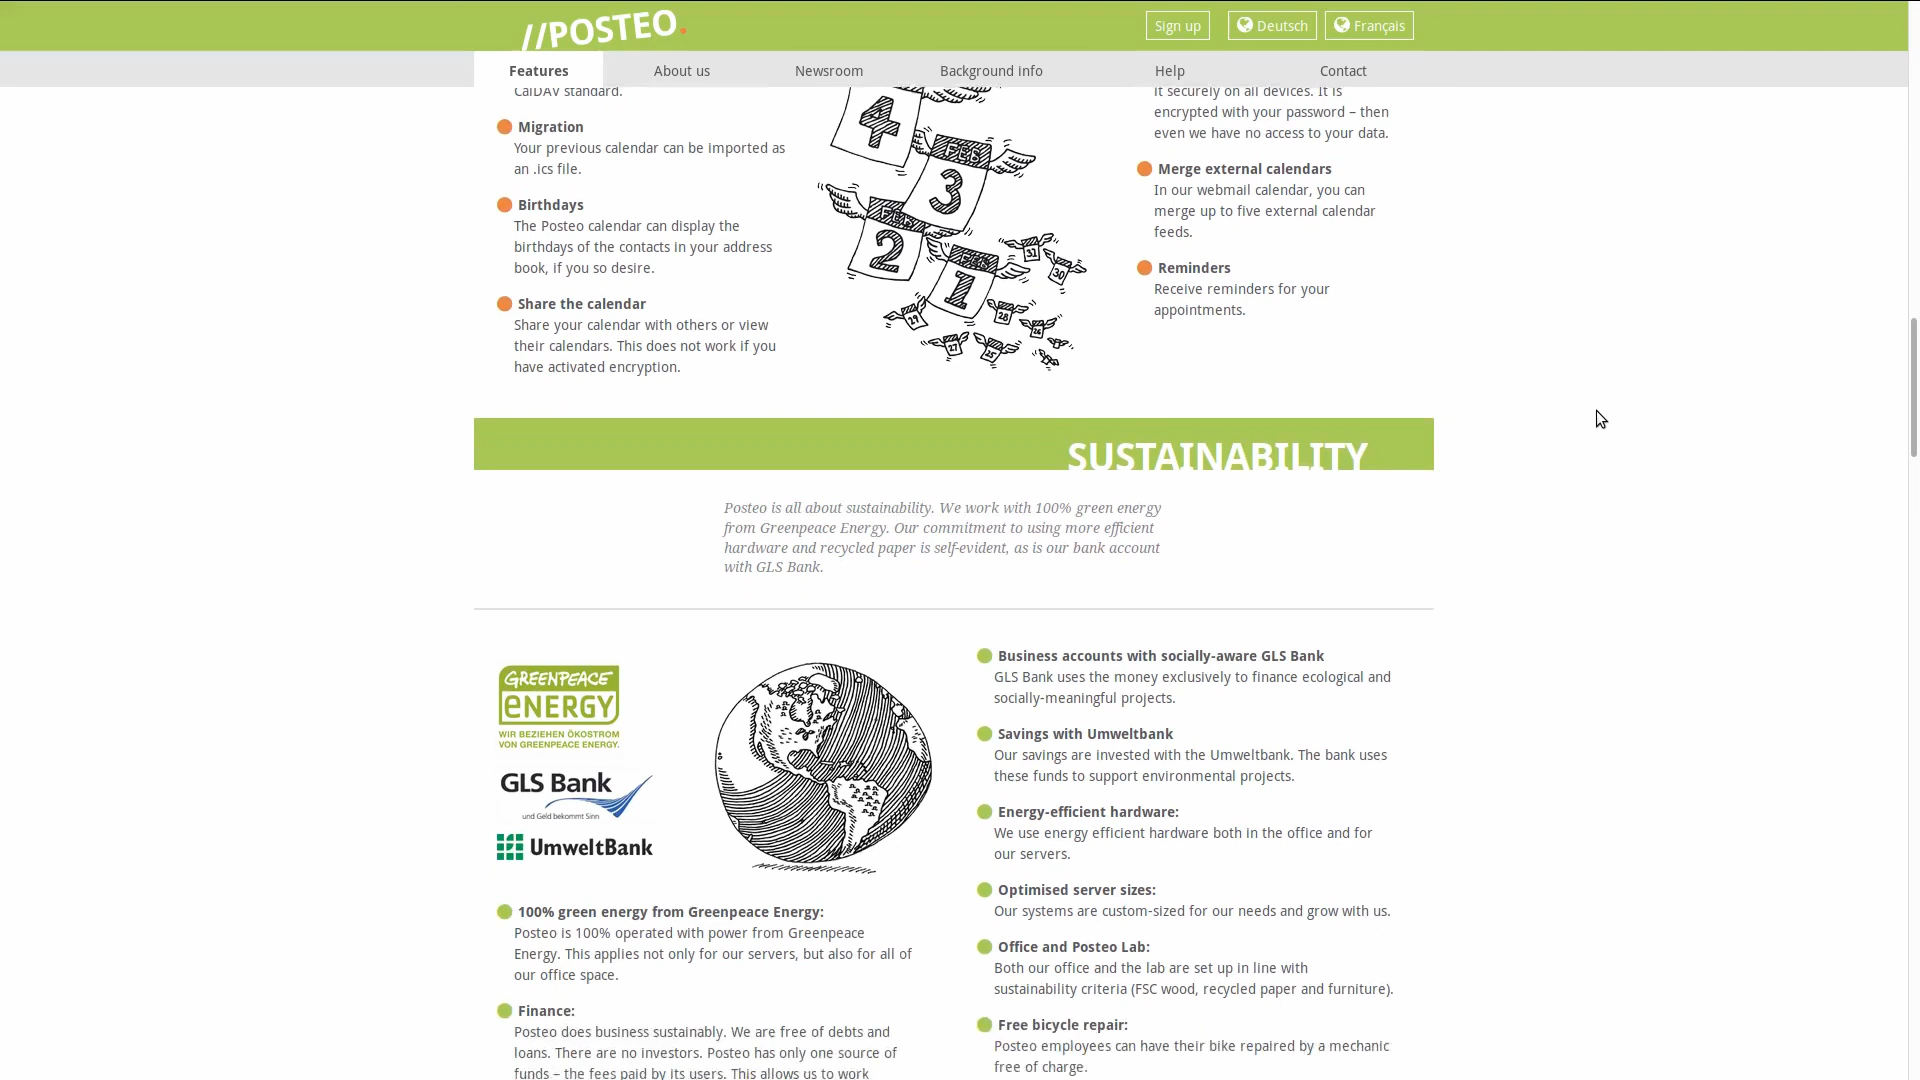 //POSTEO.
Sign up
Deutsch
Français
Features
About us
Newsroom
Background info
Help
Contact
CalDAV standard.
Migration
Your previous calendar can be imported as
an .ics file.
Birthdays
The Posteo calendar can display the
birthdays of the contacts in your address
book, if you so desire.
Share the calendar
Share your calendar with others or view
their calendars. This does not work if you
have activated encryption.
4
FEB
3
FEB
2
FEB
1
31
30
29
28
26
27
25
it securely on all devices. It is
encrypted with your password – then
even we have no access to your data.
Merge external calendars
In our webmail calendar, you can
merge up to five external calendar
feeds.
Reminders
Receive reminders for your
appointments.
SUSTAINABILITY
Posteo is all about sustainability. We work with 100% green energy
from Greenpeace Energy. Our commitment to using more efficient
hardware and recycled paper is self-evident, as is our bank account
with GLS Bank.
GREENPEACE
ENERGY
WIR BEZIEHEN ÖKOSTROM
VON GREENPEACE ENERGY.
GLS Bank
und Geld bekommt Sinn
UmweltBank
100% green energy from Greenpeace Energy:
Posteo is 100% operated with power from Greenpeace
Energy. This applies not only for our servers, but also for all of
our office space.
Finance:
Posteo does business sustainably. We are free of debts and
loans. There are no investors. Posteo has only one source of
funds – the fees paid by its users. This allows us to work
Business accounts with socially-aware GLS Bank
GLS Bank uses the money exclusively to finance ecological and
socially-meaningful projects.
Savings with Umweltbank
Our savings are invested with the Umweltbank. The bank uses
these funds to support environmental projects.
Energy-efficient hardware:
We use energy efficient hardware both in the office and for
our servers.
Optimised server sizes:
Our systems are custom-sized for our needs and grow with us.
Office and Posteo Lab:
Both our office and the lab are set up in line with
sustainability criteria (FSC wood, recycled paper and furniture).
Free bicycle repair:
Posteo employees can have their bike repaired by a mechanic
free of charge.